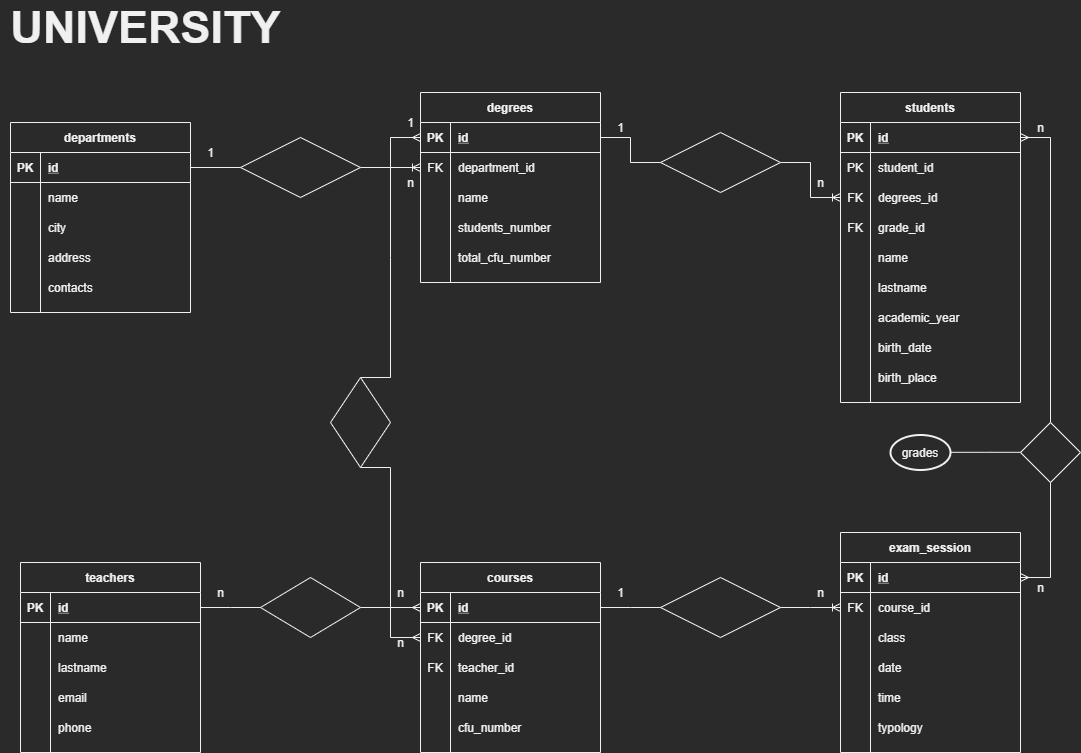 UNIVERSITY
departments
PK id
name
city
address
contacts
1
n
1
degrees
PK id
FK department_id
name
students_number
total_cfu_number
1
n
students
PK id
PK student_id
FK degrees_id
FK grade_id
name
lastname
academic_year
birth_date
birth_place
n
grades
n
teachers
PK id
name
lastname
email
phone
n
n
n
courses
PK id
FK degree_id
FK teacher_id
name
cfu_number
1
n
exam_session
PK id
FK course_id
class
date
time
typology